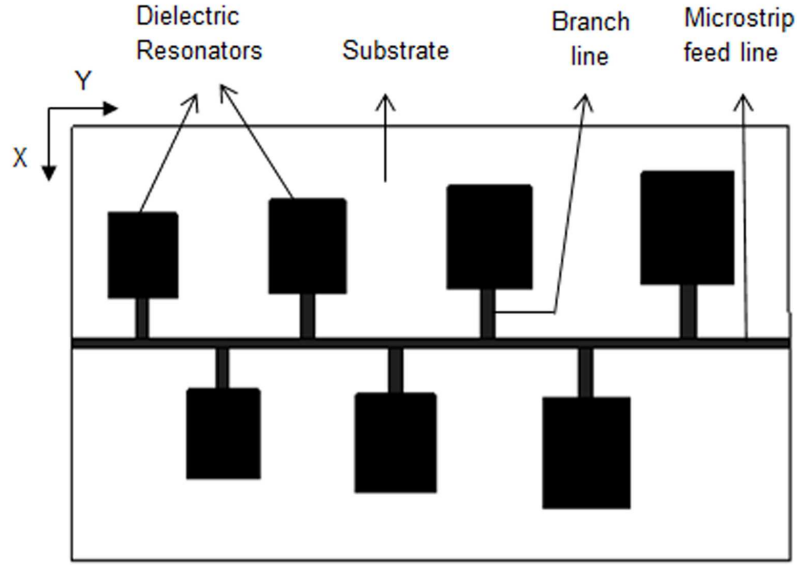 Dielectric
Resonators
Substrate
Branch
line
Microstrip
feed line
Y
X